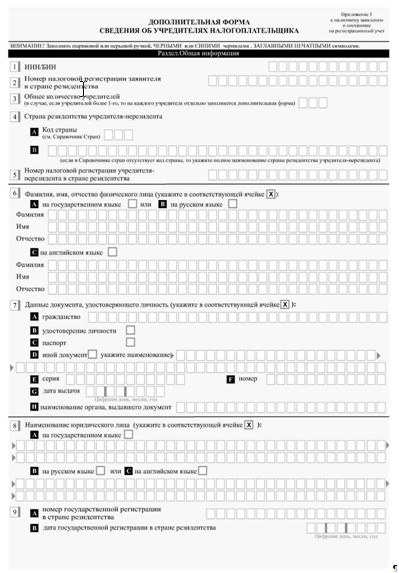 Приложение 1
к налоговому заявлению
о постановке
на регистрационный учет
ДОПОЛНИТЕЛЬНАЯ ФОРМА
СВЕДЕНИЯ ОБ УЧРЕДИТЕЛЯХ НАЛОГОПЛАТЕЛЬЩИКА
ВНИМАНИЕ! Заполнять шариковой или перьевой ручкой, ЧЕРНЫМИ или СИНИМИ чернилами, ЗАГЛАВНЫМИ ПЕЧАТНЫМИ символами.
Раздел.Общая информация
1 ИИН/БИН
2 Номер налоговой регистрации заявителя
в стране резидентства
3 Общее количество учредителей
(в случае, если учредителей более 1-го, то на каждого учредителя отдельно заполняется дополнительная форма)
4 Страна резидентства учредителя-нерезидента
A Код страны
(см. Справочник Стран)
B
(если в Справочнике стран отсутствует код страны, то укажите полное наименование страны резидентства учредителя-нерезидента)
5 Номер налоговой регистрации учредителя-
нерезидента в стране резидентства
6 Фамилия, имя, отчество физического лица (укажите в соответствующей ячейке X):
A на государственном языке или B на русском языке
Фамилия
Имя
Отчество
C на английском языке
Фамилия
Имя
Отчество
7 Данные документа, удостоверяющего личность (укажите в соответствующей ячейке X):
A гражданство
B удостоверение личности
C паспорт
D иной документ укажите наименование
E серия F номер
G дата выдачи
Цифрами день, месяц, год
H наименование органа, выдавшего документ
8 Наименование юридического лица (укажите в соответствующей ячейке X):
A на государственном языке
B на русском языке или C на английском языке
9 A номер государственной регистрации
в стране резидентства
B дата государственной регистрации в стране резидентства
Цифрами день, месяц, год
¶